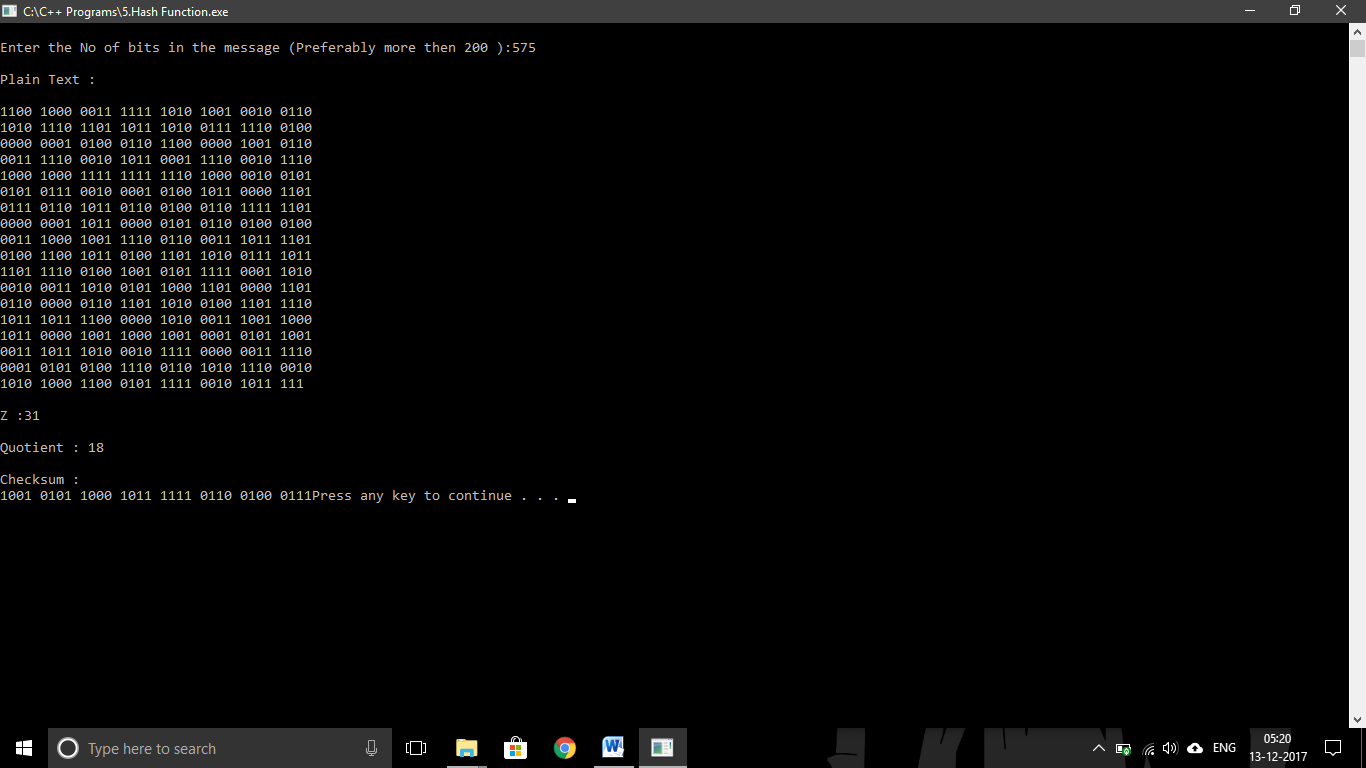 C:\C++ Programs\5.Hash Function.exe
Enter the No of bits in the message (Preferably more then 200 ):575
Plain Text :
1100 1000 0011 1111 1010 1001 0010 0110
1010 1110 1101 1011 1010 0111 1110 0100
0000 0001 0100 0110 1100 0000 1001 0110
0011 1110 0010 1011 0001 1110 0010 1110
1000 1000 1111 1111 1110 1000 0010 0101
0101 0111 0010 0001 0100 1011 0000 1101
0111 0110 1011 0110 0100 0110 1111 1101
0000 0001 1011 0000 0101 0110 0100 0100
0011 1000 1001 1110 0110 0011 1011 1101
0100 1100 1011 0100 1101 1010 0111 1011
1101 1110 0100 1001 0101 1111 0001 1010
0010 0011 1010 0101 1000 1101 0000 1101
0110 0000 0110 1101 1010 0100 1101 1110
1011 1011 1100 0000 1010 0011 1001 1000
1011 0000 1001 1000 1001 0001 0101 1001
0011 1011 1010 0010 1111 0000 0011 1110
0001 0101 0100 1110 0110 1010 1110 0010
1010 1000 1100 0101 1111 0010 1011 111
Z :31
Quotient : 18
Checksum :
1001 0101 1000 1011 1111 0110 0100 0111Press any key to continue . . .
Type here to search
ENG
05:20
13-12-2017